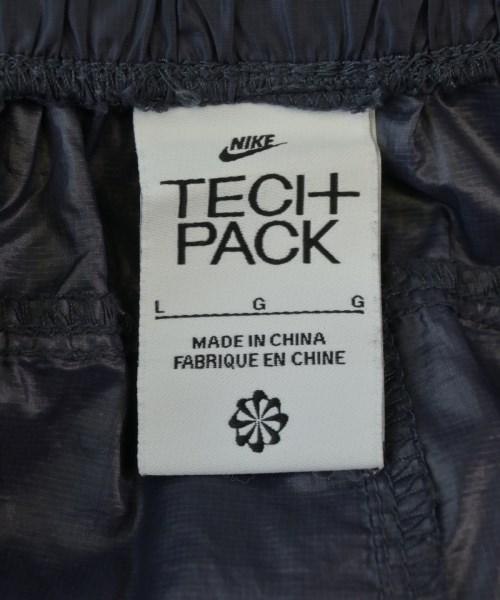 NIKE
TECH
PACK
L G G
MADE IN CHINA
FABRIQUE EN CHINE